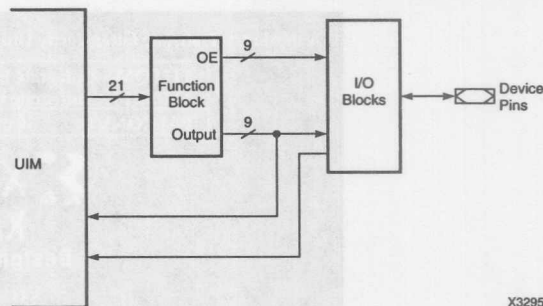 OE
9
21
Function
Block
I/O
Blocks
Device
Pins
Output
9
UIM
X3295